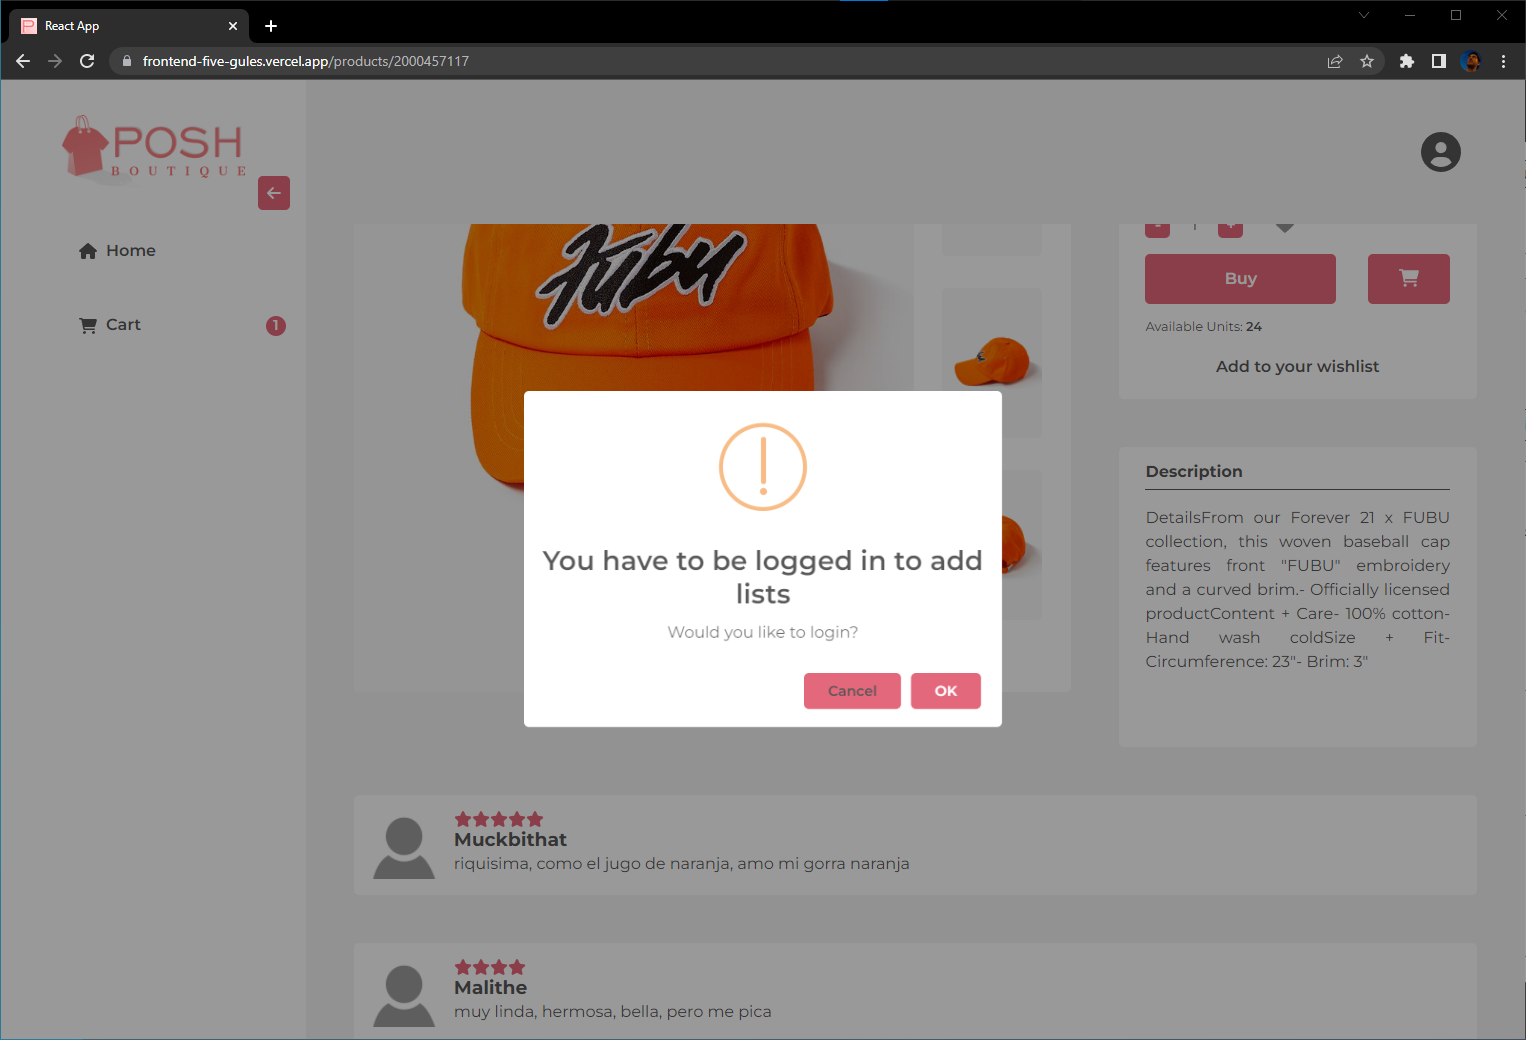 React App
frontend-five-gules.vercel.app/products/2000457117
POSH
BOUTIQUE
Home
Cart
1
Fubu
- 1 +
Buy
Available Units: 24
Add to your wishlist
Description
DetailsFrom our Forever 21 x FUBU
collection, this woven baseball cap
features front "FUBU" embroidery
and a curved brim.- Officially licensed
productContent + Care- 100% cotton-
Hand wash coldSize + Fit-
Circumference: 23"- Brim: 3"
You have to be logged in to add
lists
Would you like to login?
Cancel
OK
Muckbithat
riquisima, como el jugo de naranja, amo mi gorra naranja
Malithe
muy linda, hermosa, bella, pero me pica